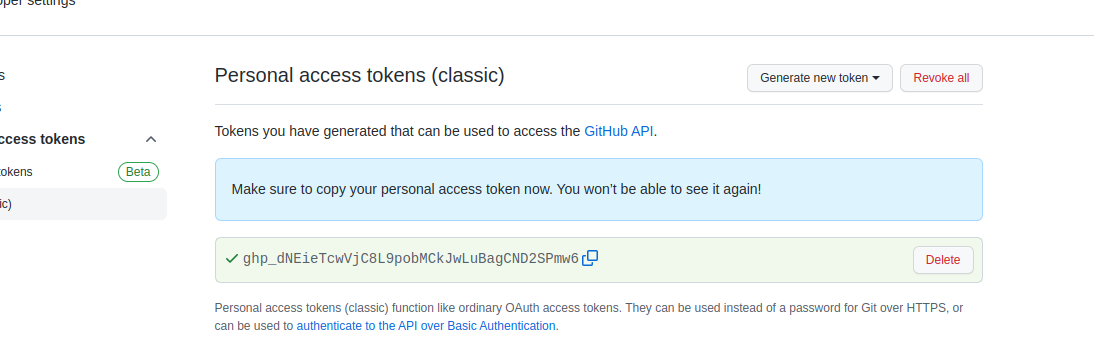 oper settings
s
Personal access tokens (classic)
Generate new token
Revoke all
s
ccess tokens
Tokens you have generated that can be used to access the GitHub API.
okens
Beta
Make sure to copy your personal access token now. You won’t be able to see it again!
ic)
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
Delete
Personal access tokens (classic) function like ordinary OAuth access tokens. They can be used instead of a password for Git over HTTPS, or
can be used to authenticate to the API over Basic Authentication.